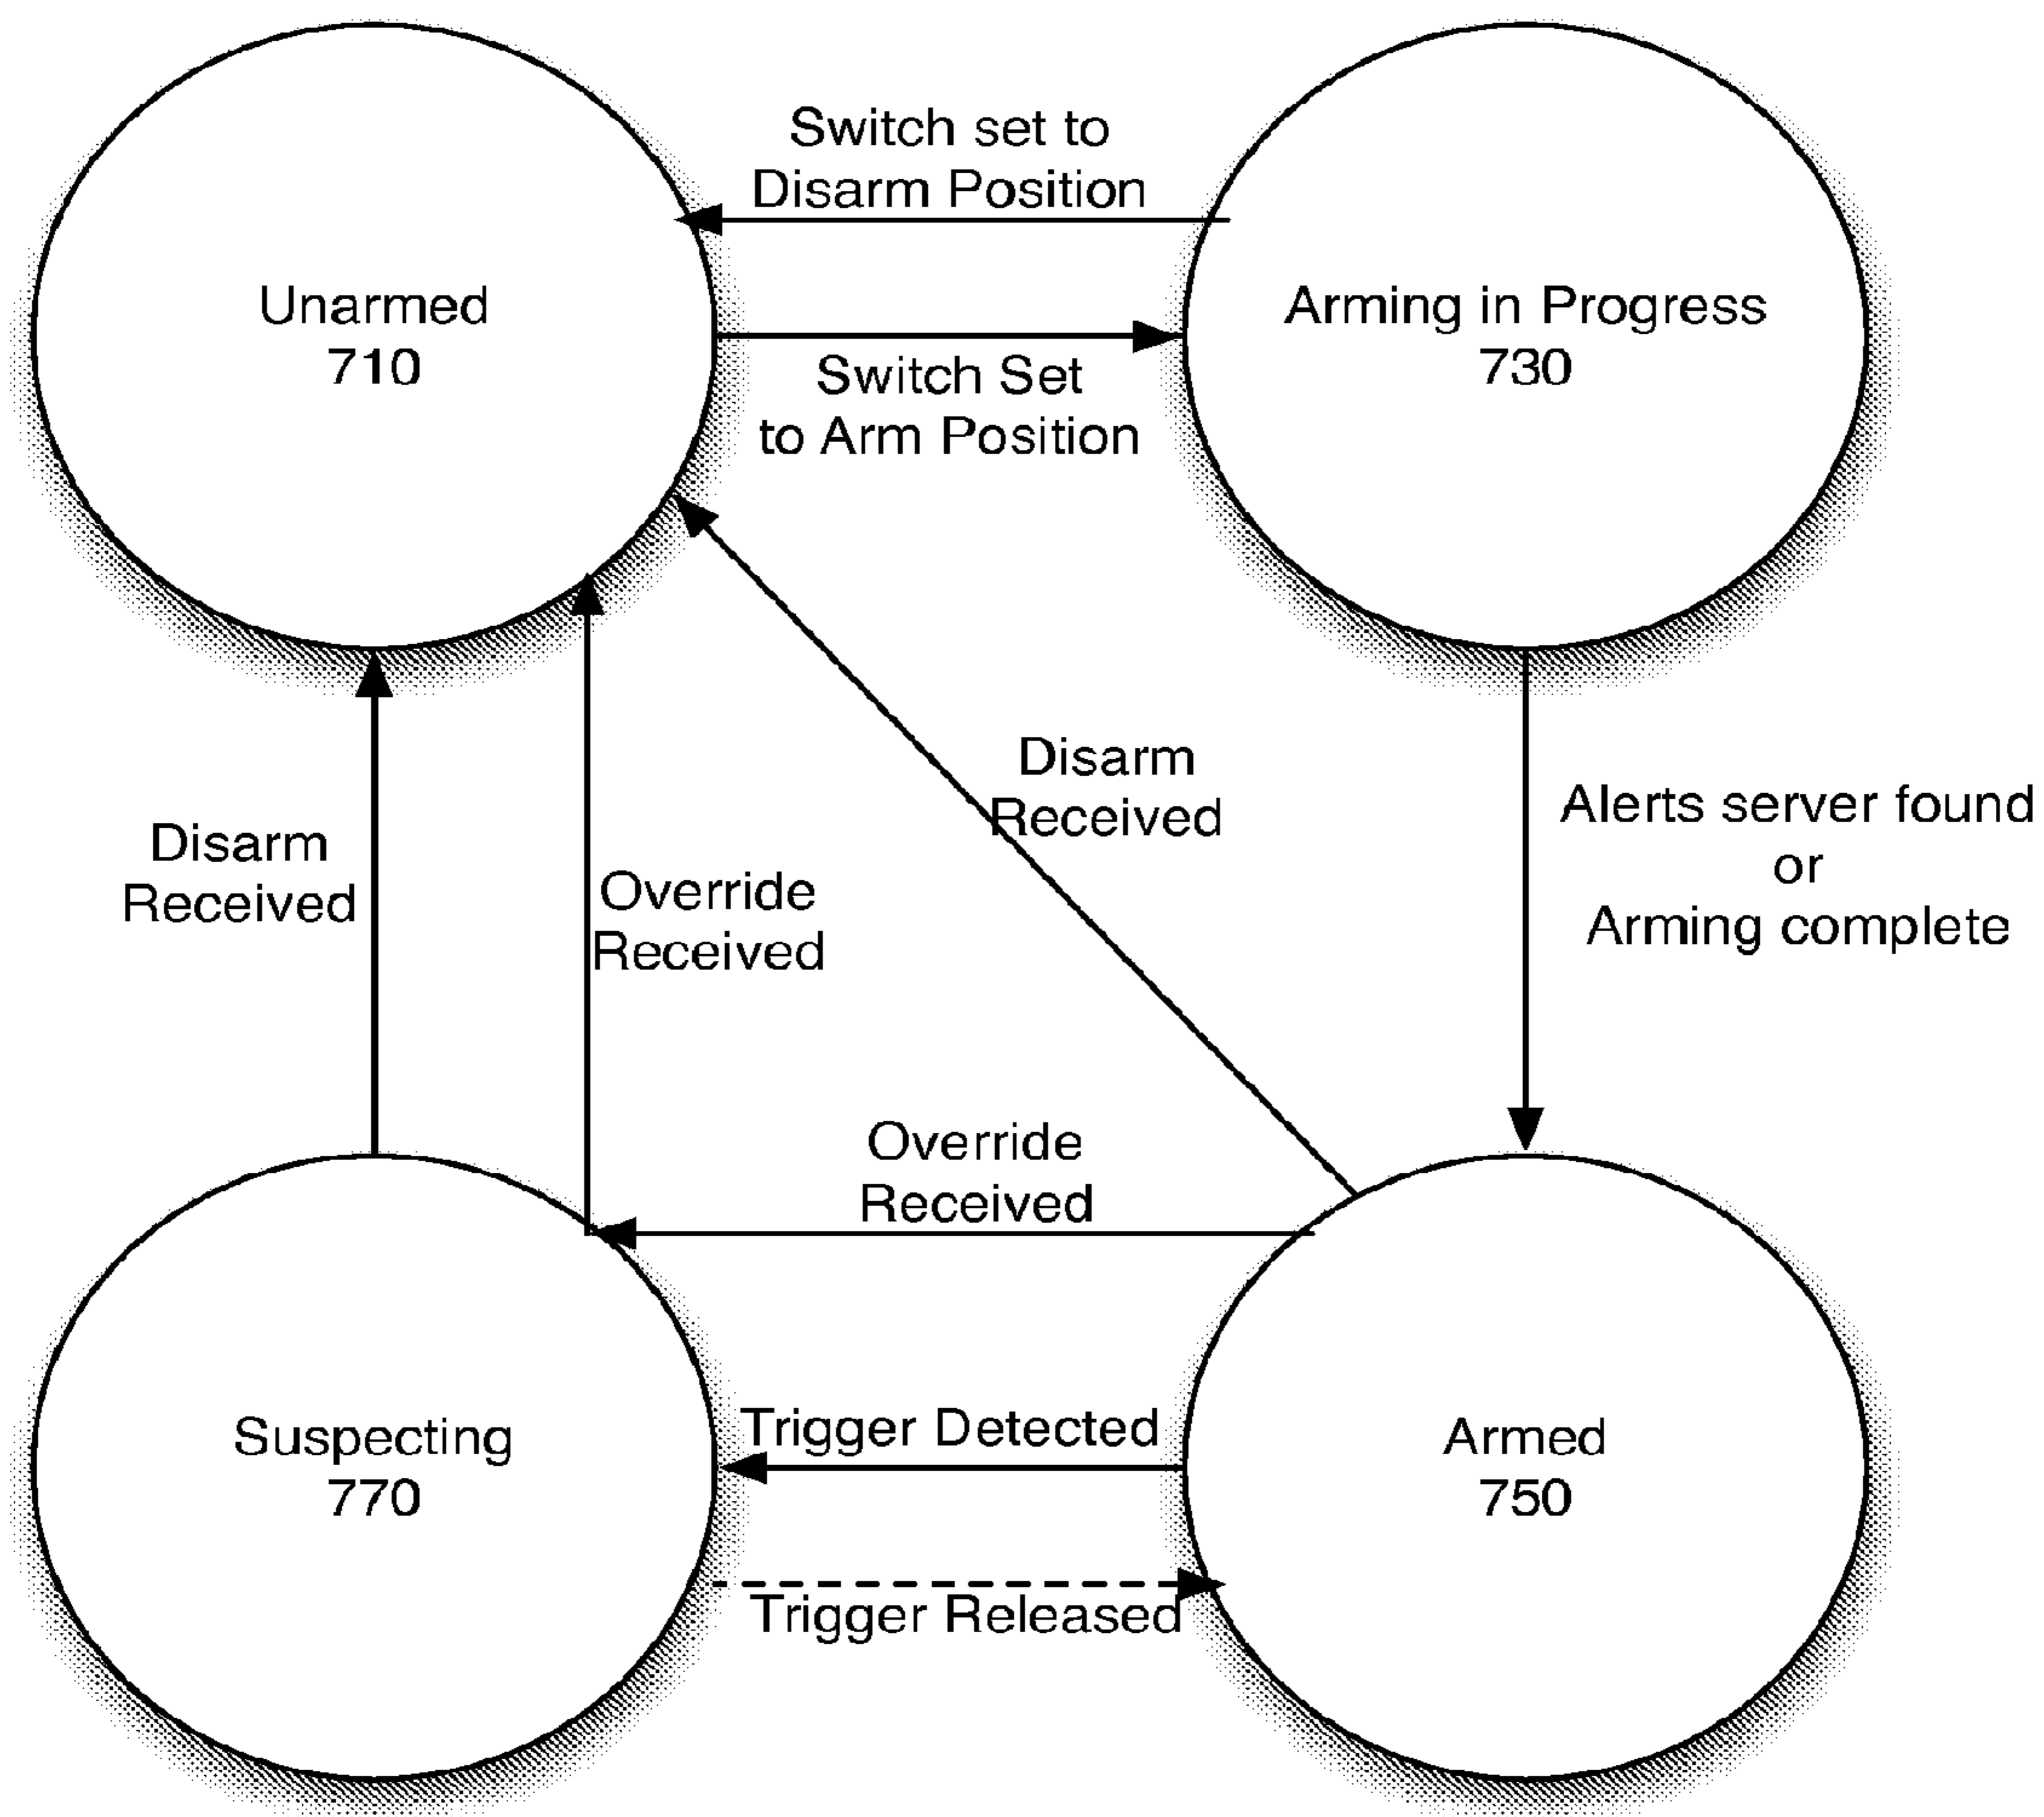 Switch set to
Disarm Position
Unarmed
710
Arming in Progress
730
Switch Set
to Arm Position
Disarm
Received
Alerts server found
or
Arming complete
Disarm
Received
Override
Received
Override
Received
Trigger Detected
Suspecting
770
Armed
750
Trigger Released